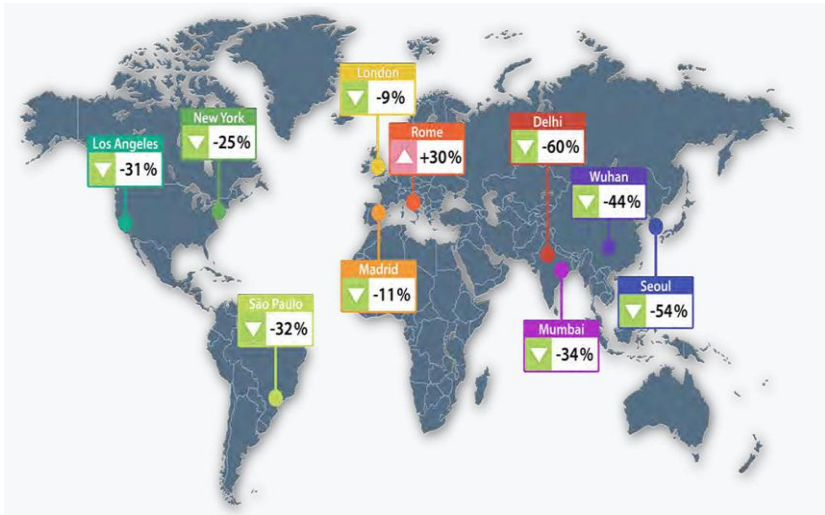 London
-9%
New York
-25%
Rome
+30%
Delhi
-60%
Los Angeles
-31%
Wuhan
-44%
Madrid
-11%
Seoul
-54%
São Paulo
-32%
Mumbai
-34%